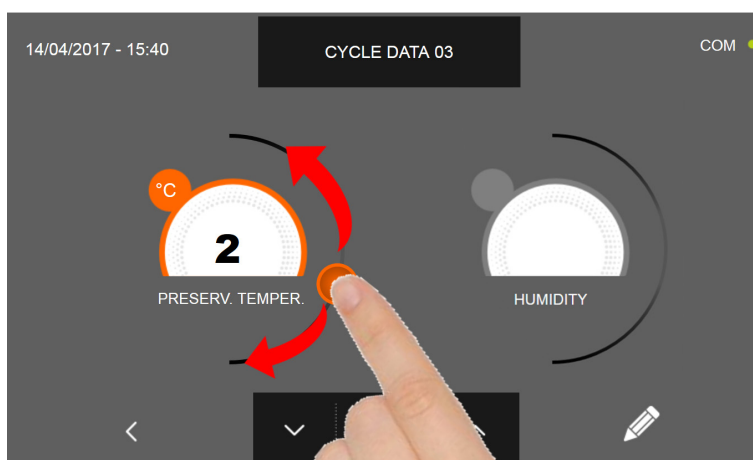 14/04/2017 - 15:40
CYCLE DATA 03
COM
°C
2
PRESERV. TEMPER.
HUMIDITY